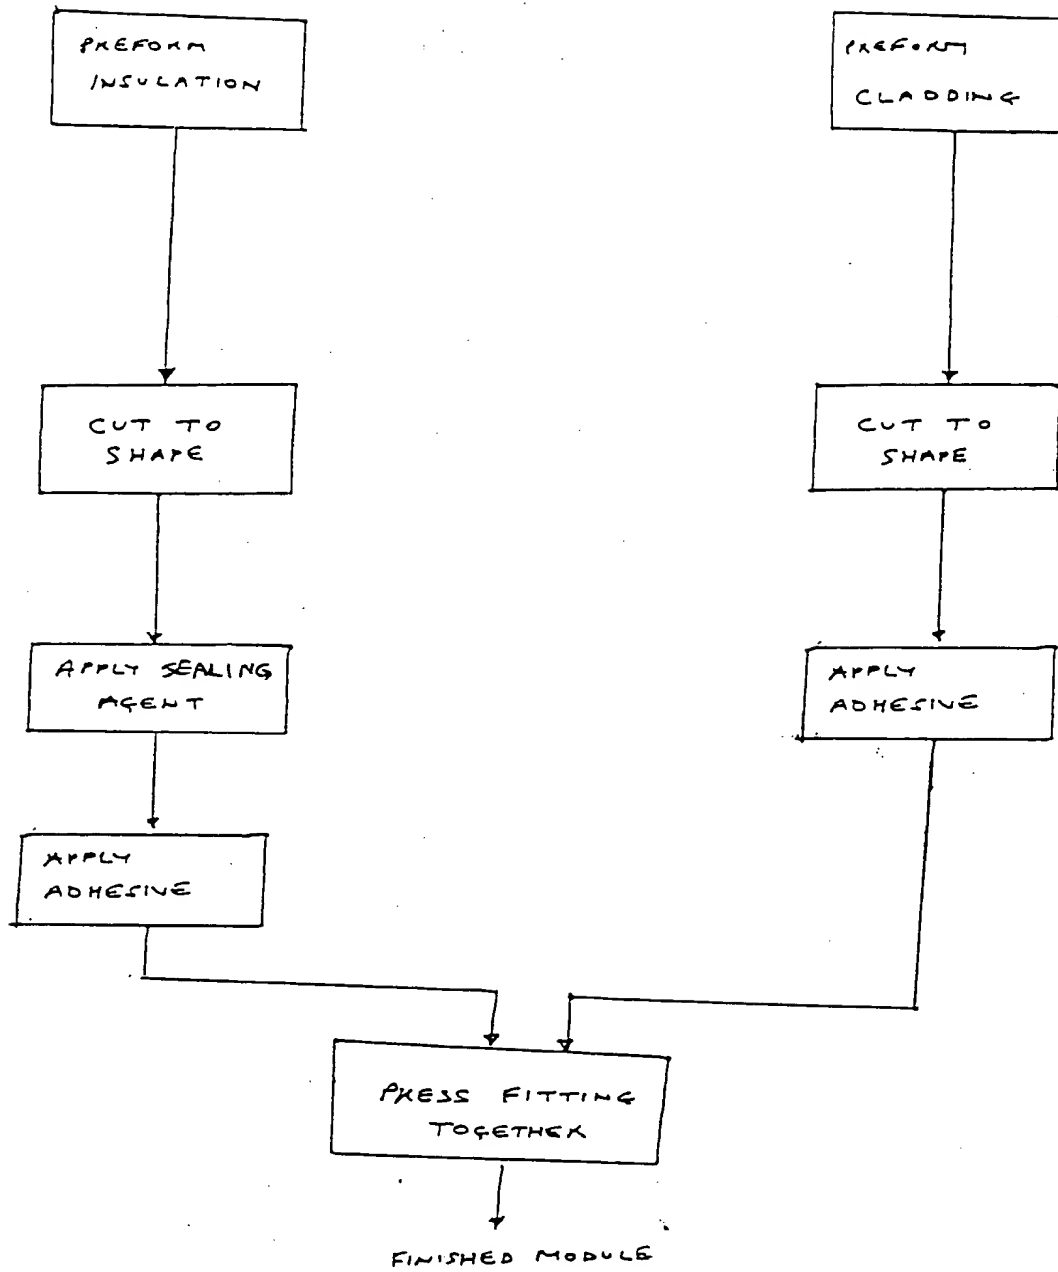 PREFORM
INSULATION
PREFORM
CLADDING
CUT TO
SHAPE
CUT TO
SHAPE
APPLY SEALING
AGENT
APPLY
ADHESIVE
APPLY
ADHESIVE
PRESS FITTING
TOGETHER
FINISHED MODULE